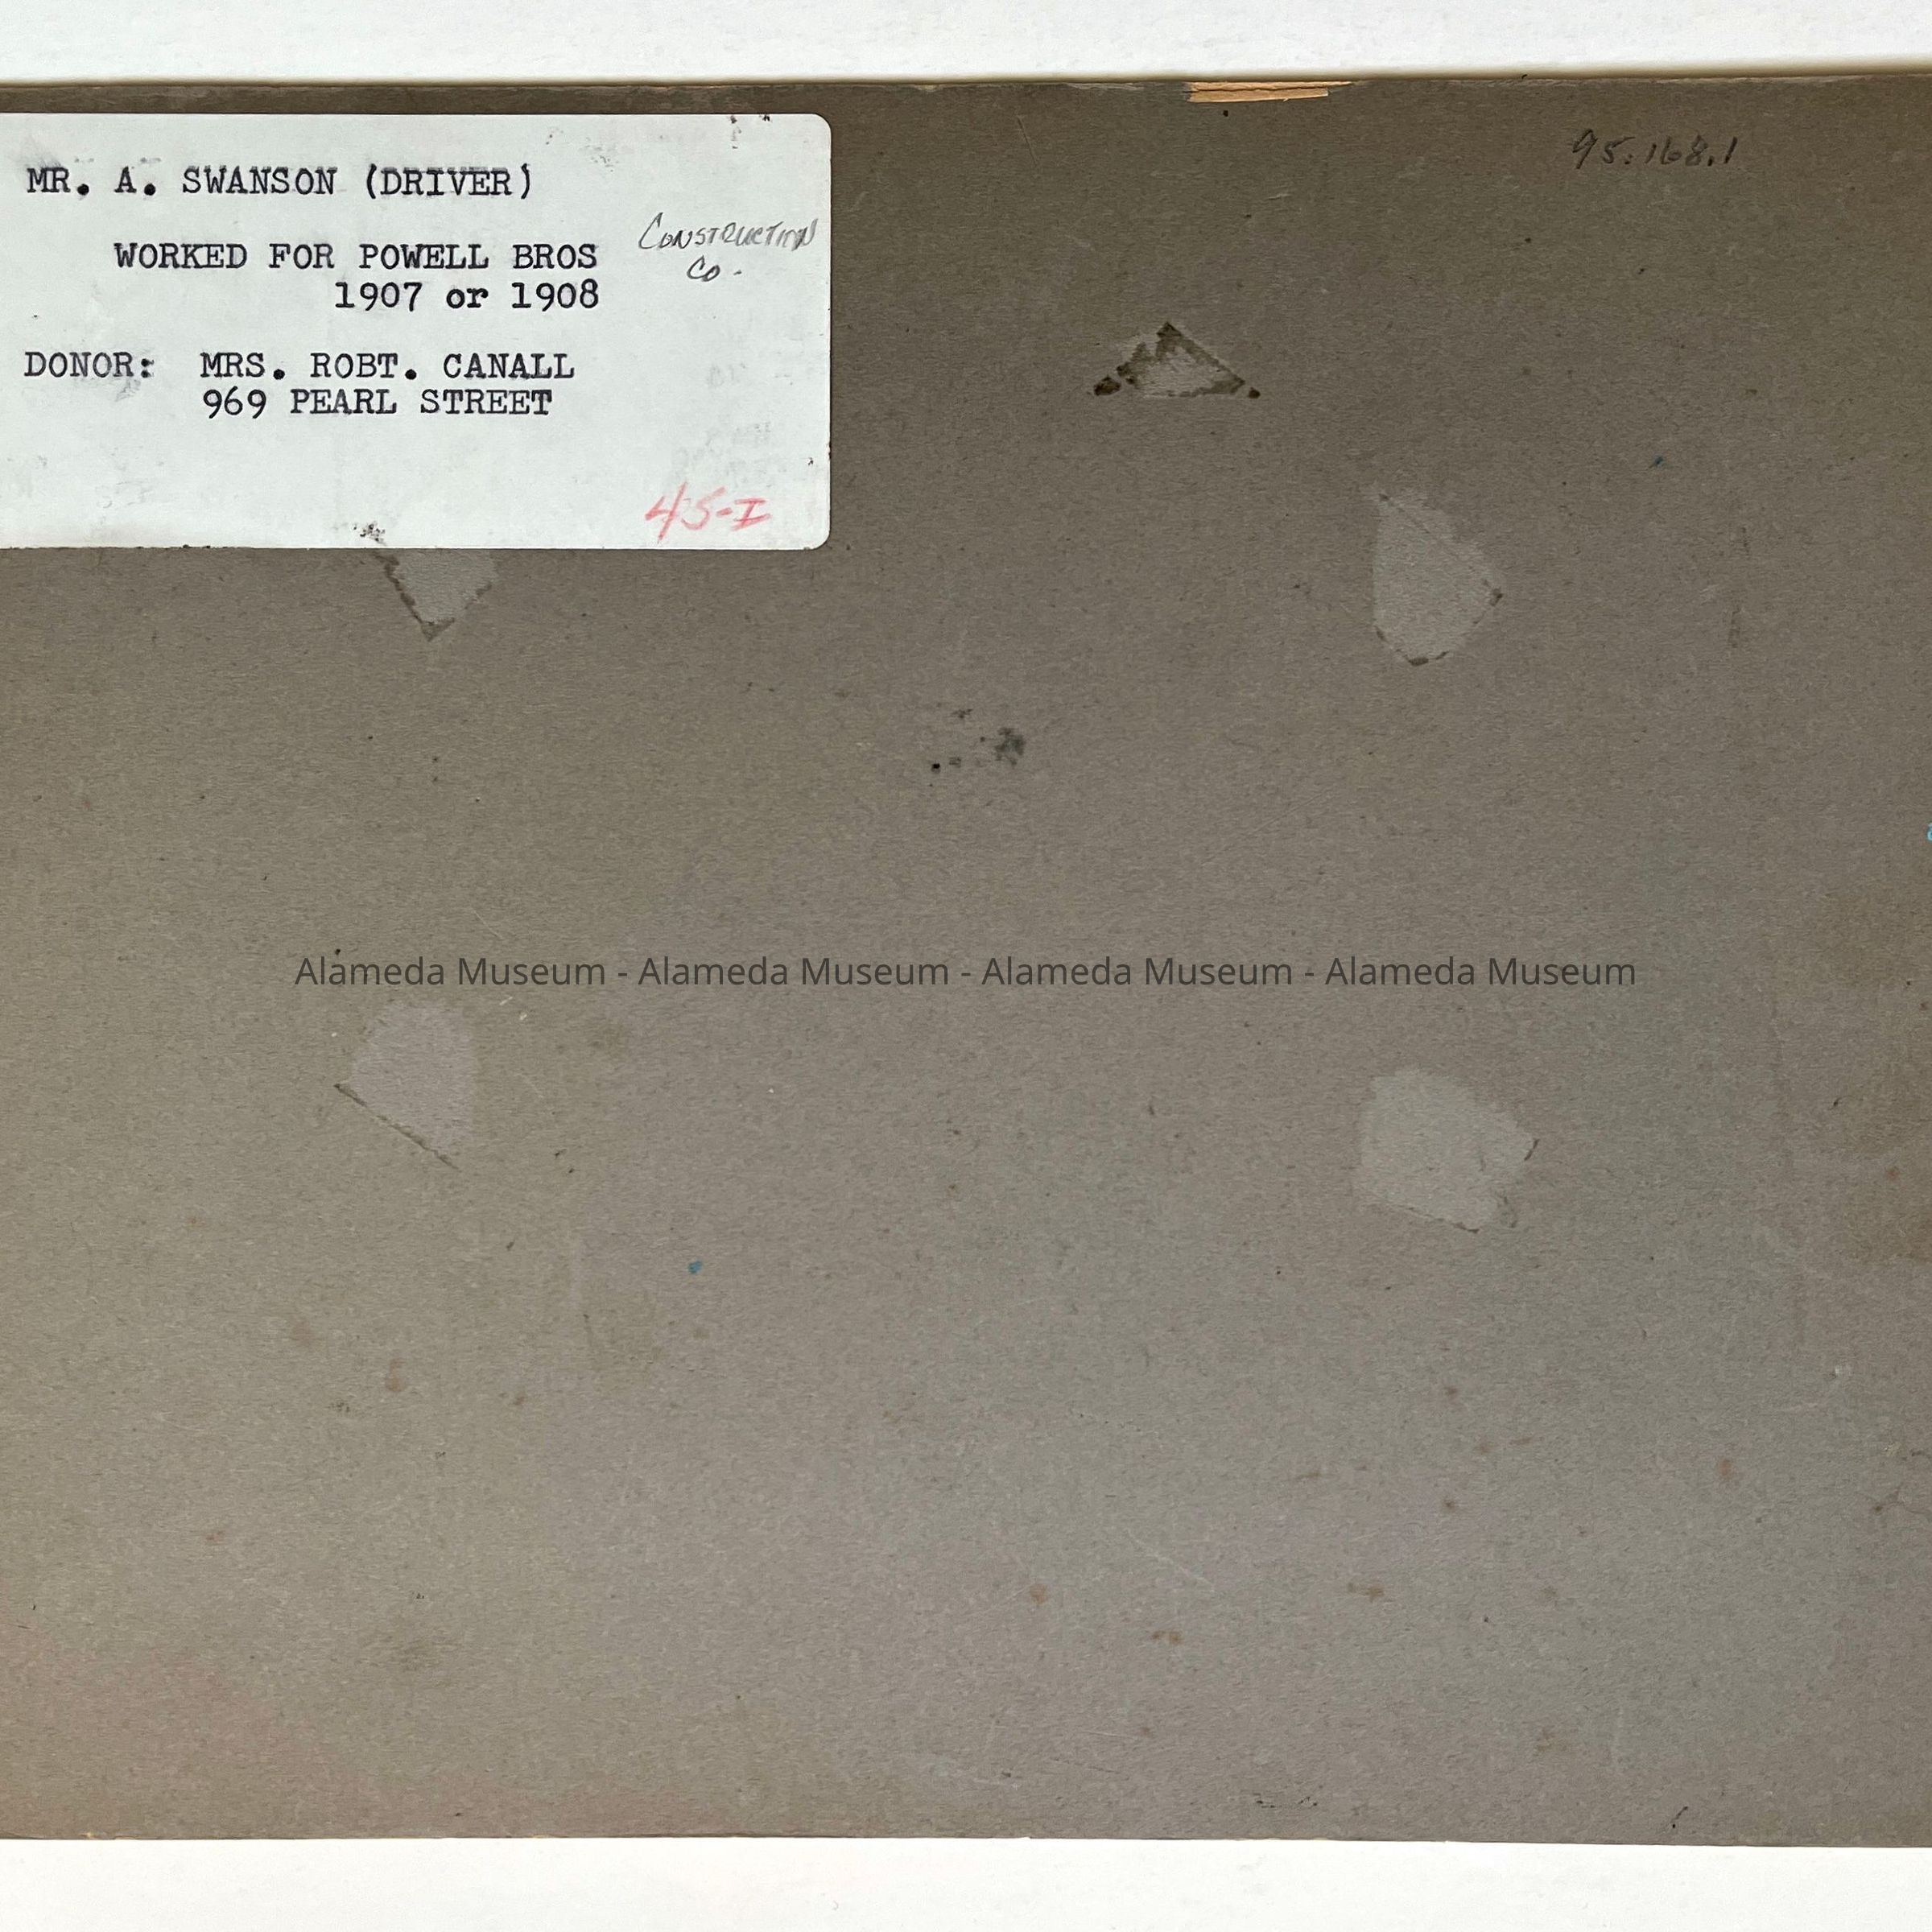 MR. A. SWANSON (DRIVER)
WORKED FOR POWELL BROS CONSTRUCTION
CO.
1907 or 1908
DONOR: MRS. ROBT. CANALL
969 PEARL STREET
45-I
95.168.1
Alameda Museum - Alameda Museum - Alameda Museum - Alameda Museum